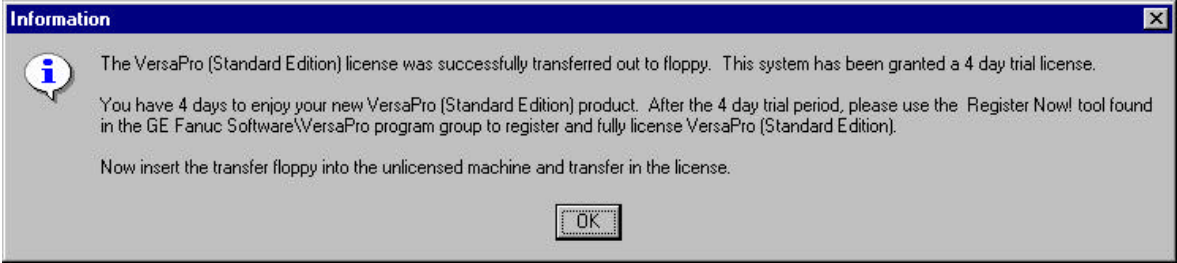 Information
The VersaPro (Standard Edition) license was successfully transferred out to floppy.  This system has been granted a 4 day trial license.
You have 4 days to enjoy your new VersaPro (Standard Edition) product.  After the 4 day trial period, please use the  Register Now! tool found
in the GE Fanuc Software\VersaPro program group to register and fully license VersaPro (Standard Edition).
Now insert the transfer floppy into the unlicensed machine and transfer in the license.
OK